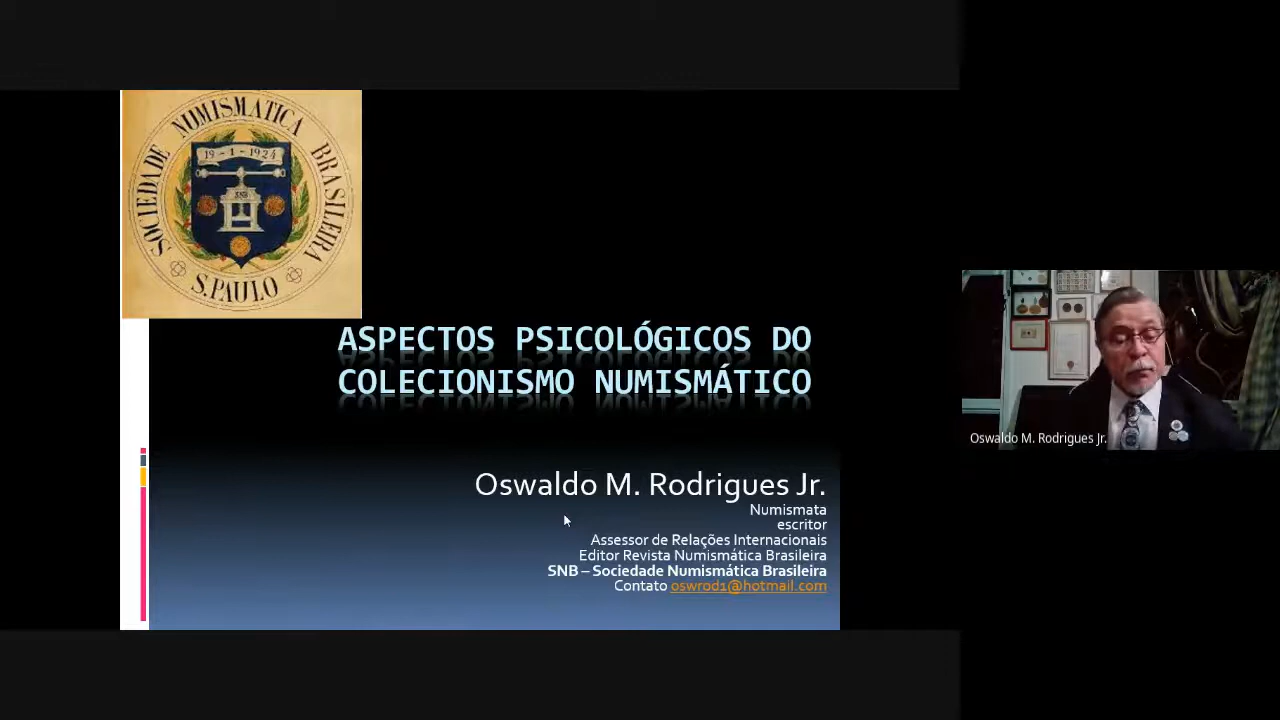 SOCIEDADE NUMISMATICA BRASILEIRA
19-1-1924
SNB
S.PAULO
ASPECTOS PSICOLÓGICOS DO
COLECIONISMO NUMISMÁTICO
Oswaldo M. Rodrigues Jr.
Numismata
escritor
Assessor de Relações Internacionais
Editor Revista Numismática Brasileira
SNB – Sociedade Numismática Brasileira
Contato oswrod1@hotmail.com
Oswaldo M. Rodrigues Jr.